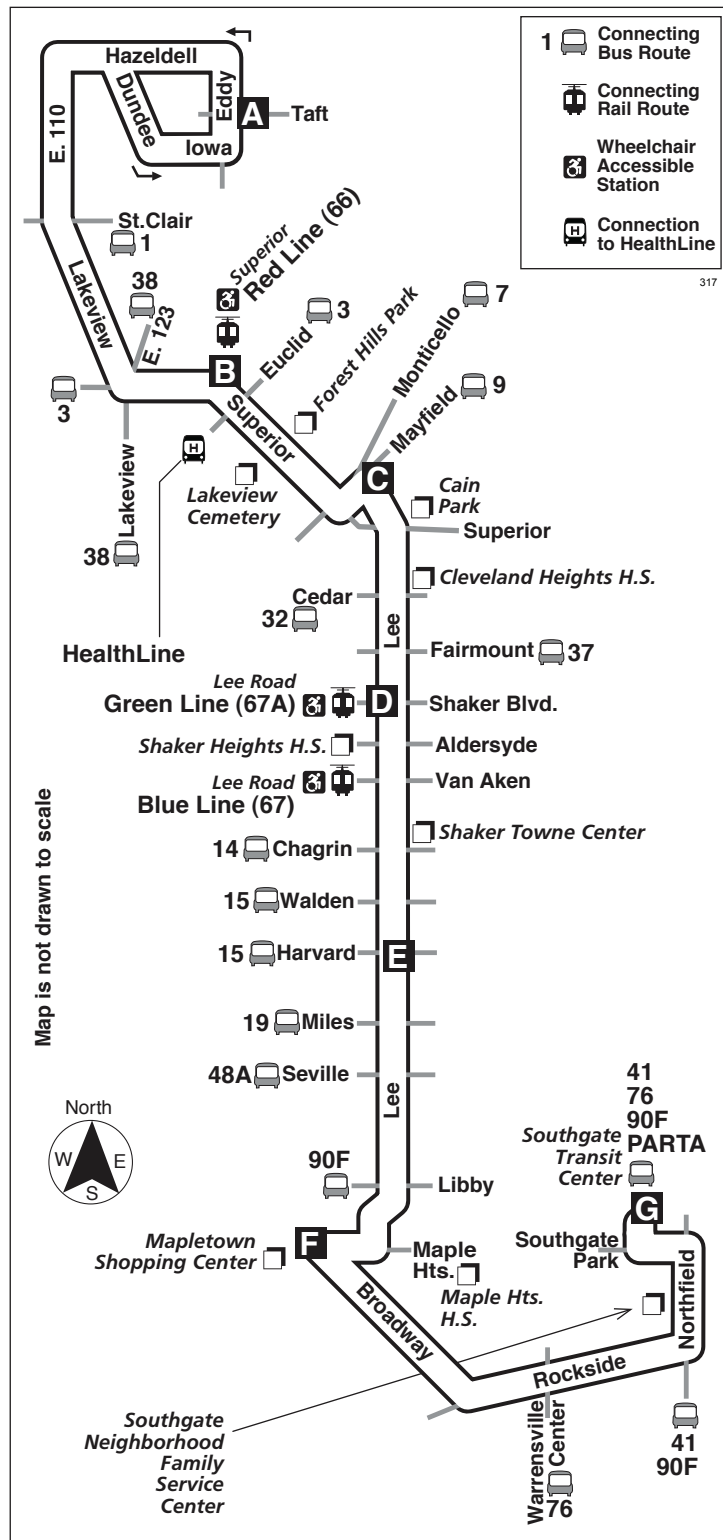 1 Connecting
Bus Route
Connecting
Rail Route
Wheelchair
Accessible
Station
H Connection
to HealthLine
317
Hazeldell
Dundee
Eddy
A
Taft
Iowa
E. 110
St.Clair
1
Lakeview
38
E. 123
Superior
Red Line (66)
3
Euclid
Forest Hills Park
7
Monticello
9
Mayfield
3
B
Superior
H
Lakeview
38
Lakeview
Cemetery
C
Cain
Park
Superior
Cleveland Heights H.S.
Cedar
32
Lee
HealthLine
Fairmount 37
Lee Road
Green Line (67A)
D
Shaker Blvd.
Shaker Heights H.S.
Aldersyde
Lee Road
Blue Line (67)
Van Aken
Shaker Towne Center
14 Chagrin
15 Walden
15 Harvard
E
19 Miles
48A Seville
Lee
Map is not drawn to scale
North
W E
S
90F
Libby
41
76
90F
PARTA
Southgate
Transit
Center
G
F
Mapletown
Shopping Center
Maple
Hts.
Maple Hts.
H.S.
Southgate
Park
Northfield
Broadway
Rockside
Southgate
Neighborhood
Family
Service
Center
Warrensville
Center
76
41
90F